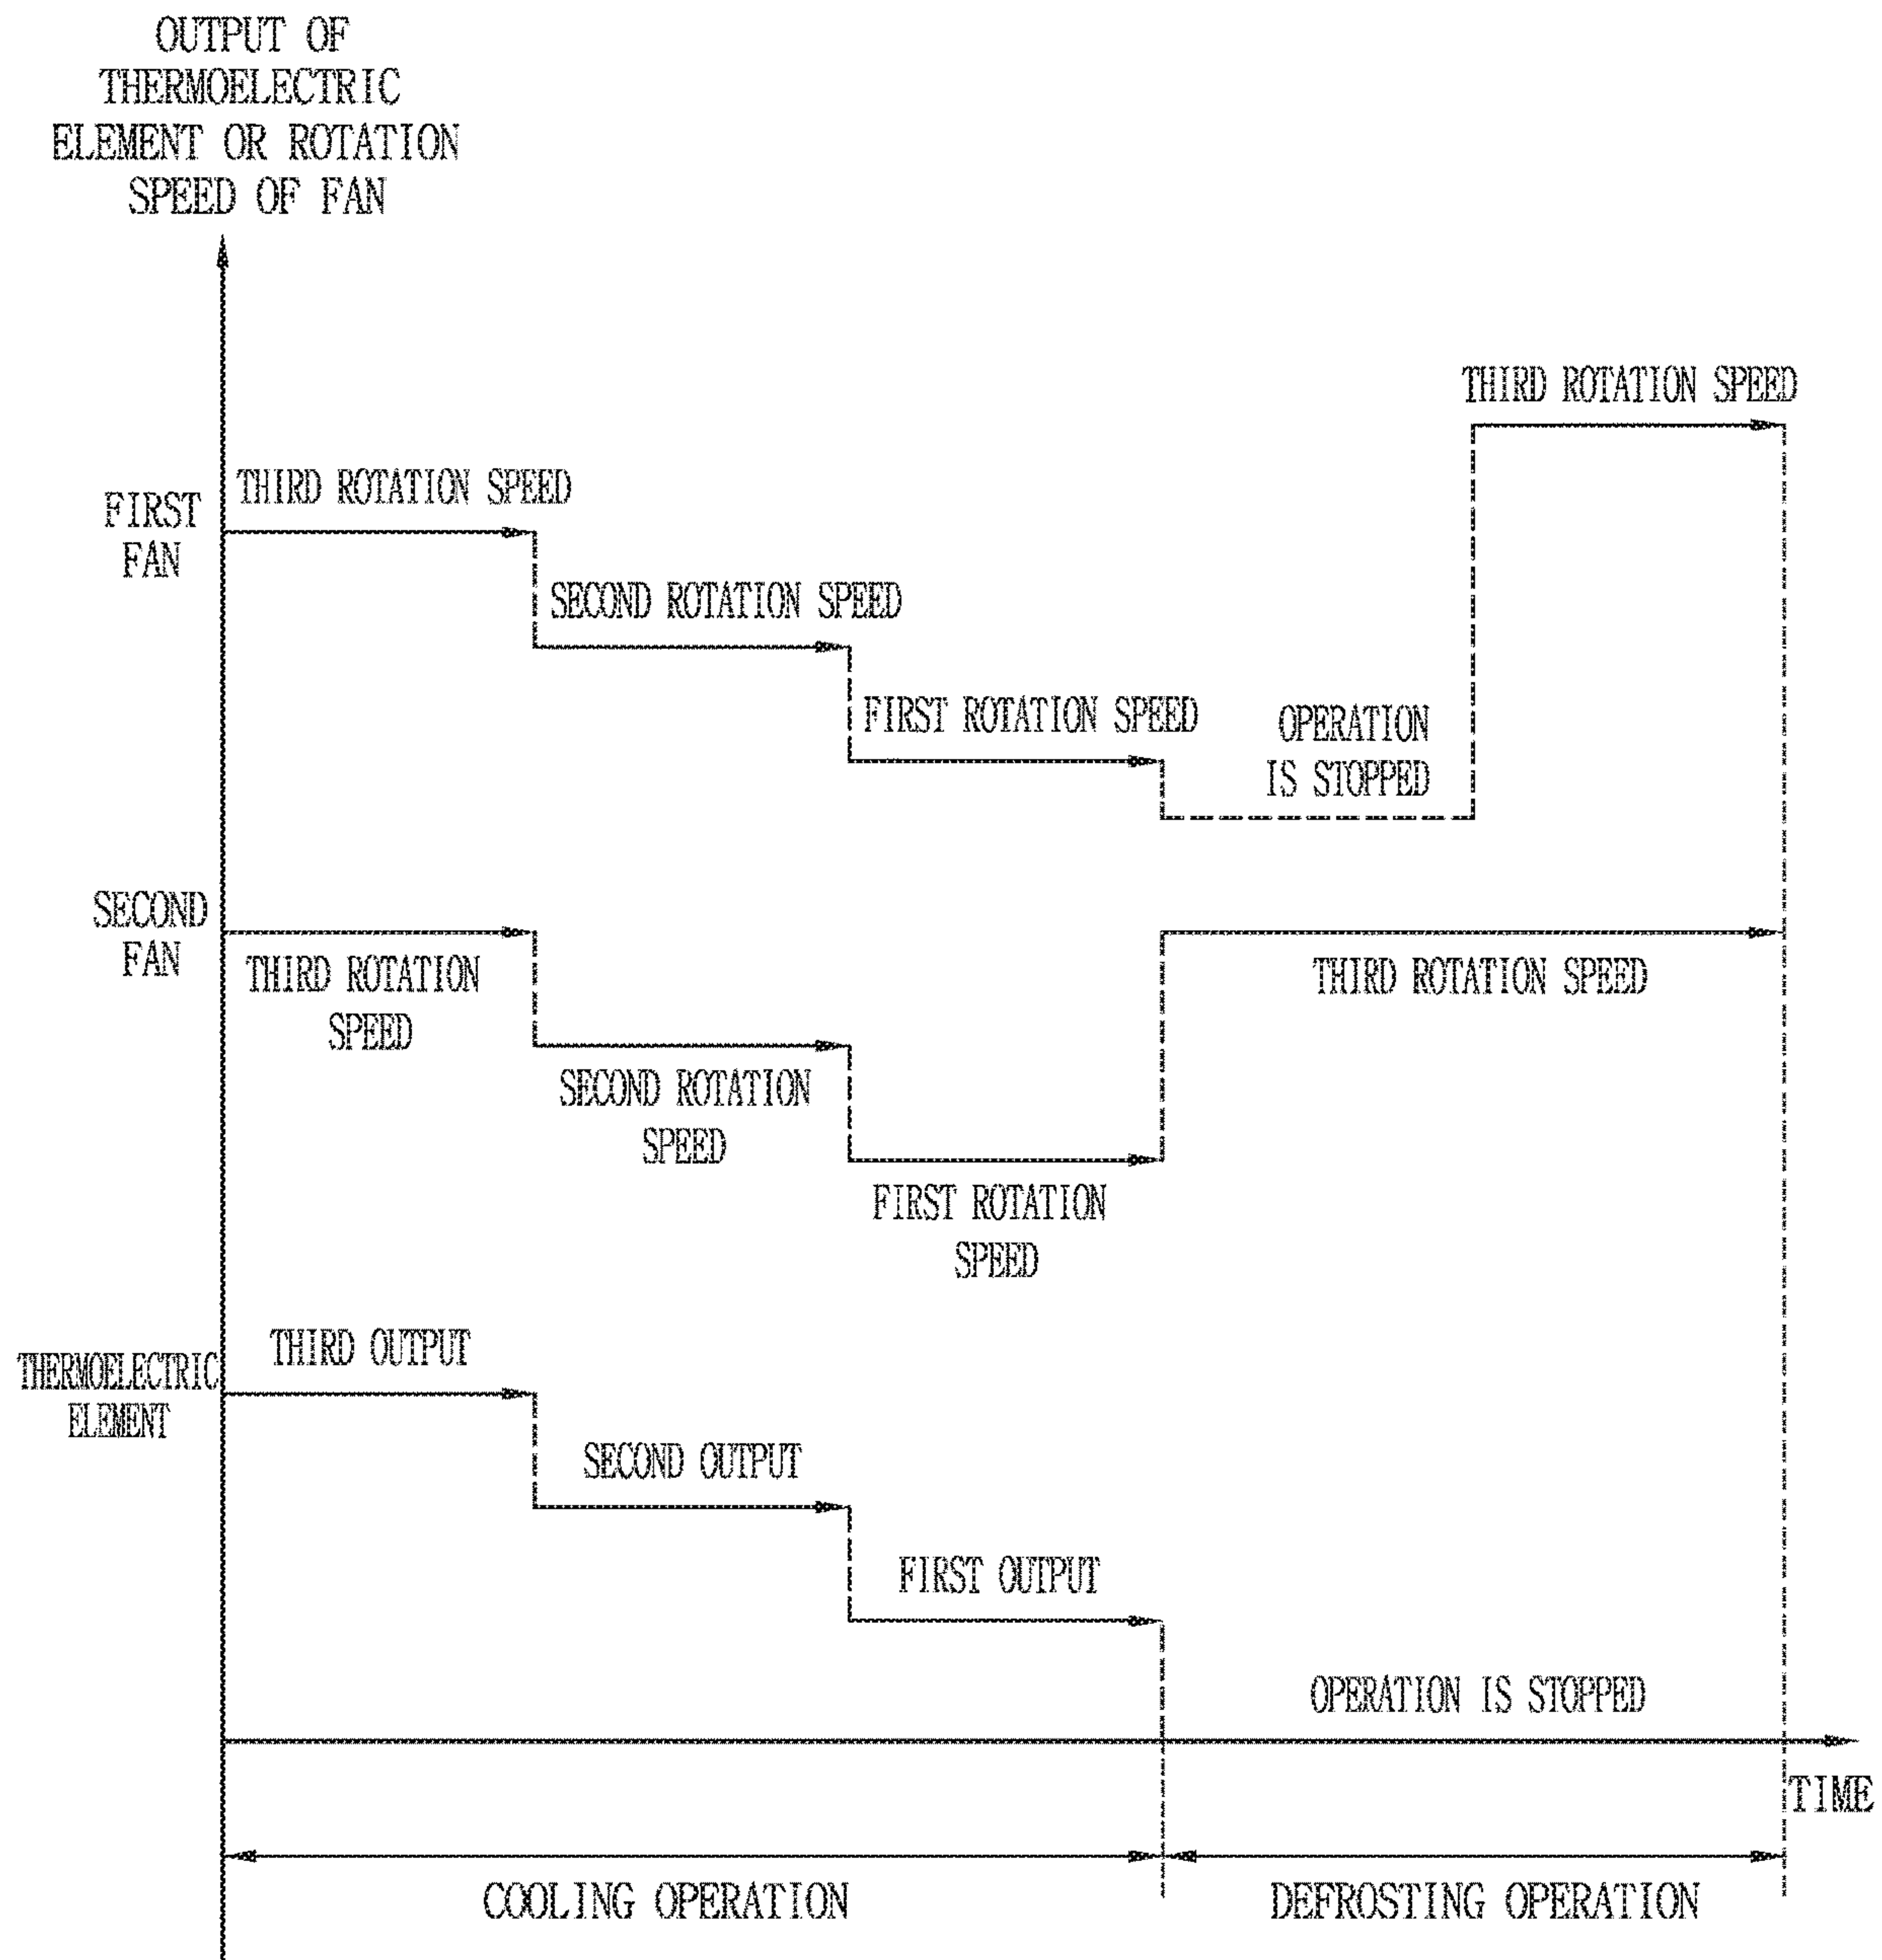 OUTPUT OF
THERMOELECTRIC
ELEMENT OR ROTATION
SPEED OF FAN
THIRD ROTATION SPEED
FIRST
FAN
THIRD ROTATION SPEED
SECOND ROTATION SPEED
FIRST ROTATION SPEED
OPERATION
IS STOPPED
SECOND
FAN
THIRD ROTATION
SPEED
THIRD ROTATION SPEED
SECOND ROTATION
SPEED
FIRST ROTATION
SPEED
THERMOELECTRIC
ELEMENT
THIRD OUTPUT
SECOND OUTPUT
FIRST OUTPUT
OPERATION IS STOPPED
TIME
COOLING OPERATION
DEFROSTING OPERATION